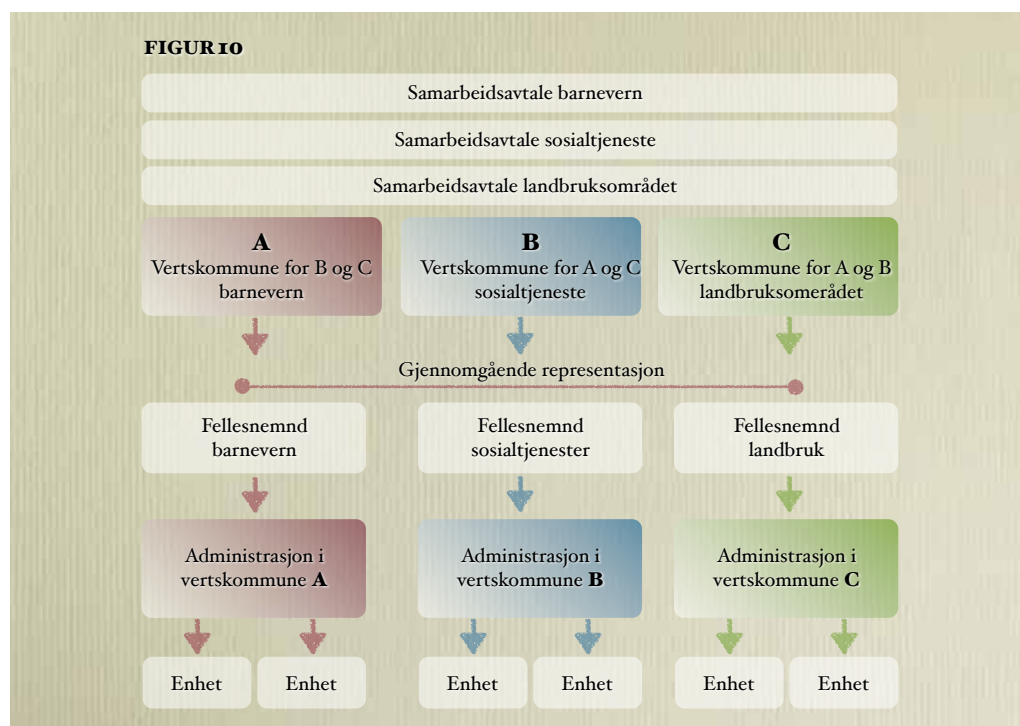 FIGUR 10
Samarbeidsavtale barnevern
Samarbeidsavtale sosialtjeneste
Samarbeidsavtale landbruksområdet
A
Vertskommune for B og C
barnevern
B
Vertskommune for A og C
sosialtjeneste
C
Vertskommune for A og B
landbruksomerådet
Gjennomgående representasjon
Fellesnemnd
barnevern
Fellesnemnd
sosialtjenester
Fellesnemnd
landbruk
Administrasjon i
vertskommune A
Administrasjon i
vertskommune B
Administrasjon i
vertskommune C
Enhet
Enhet
Enhet
Enhet
Enhet
Enhet